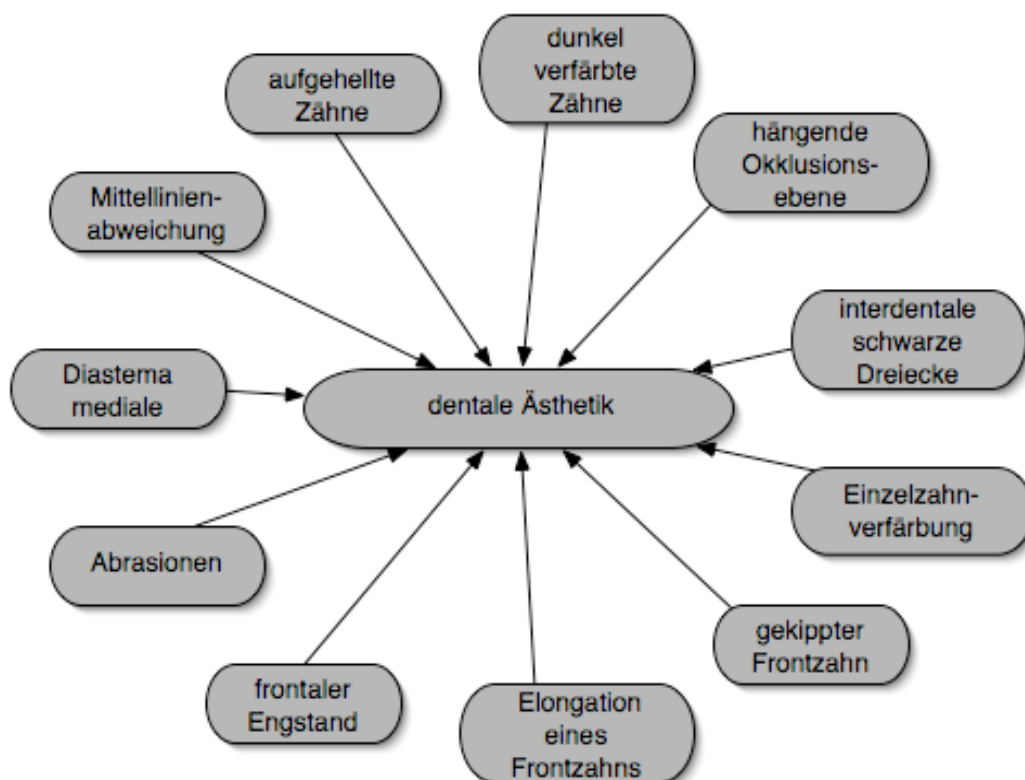 dunkel
verfärbte
Zähne
aufgehellte
Zähne
hängende
Okklusions-
ebene
Mittellinien-
abweichung
interdentale
schwarze
Dreiecke
Diastema
mediale
dentale Ästhetik
Einzelzahn-
verfärbung
Abrasionen
gekippter
Frontzahn
frontaler
Engstand
Elongation
eines
Frontzahns